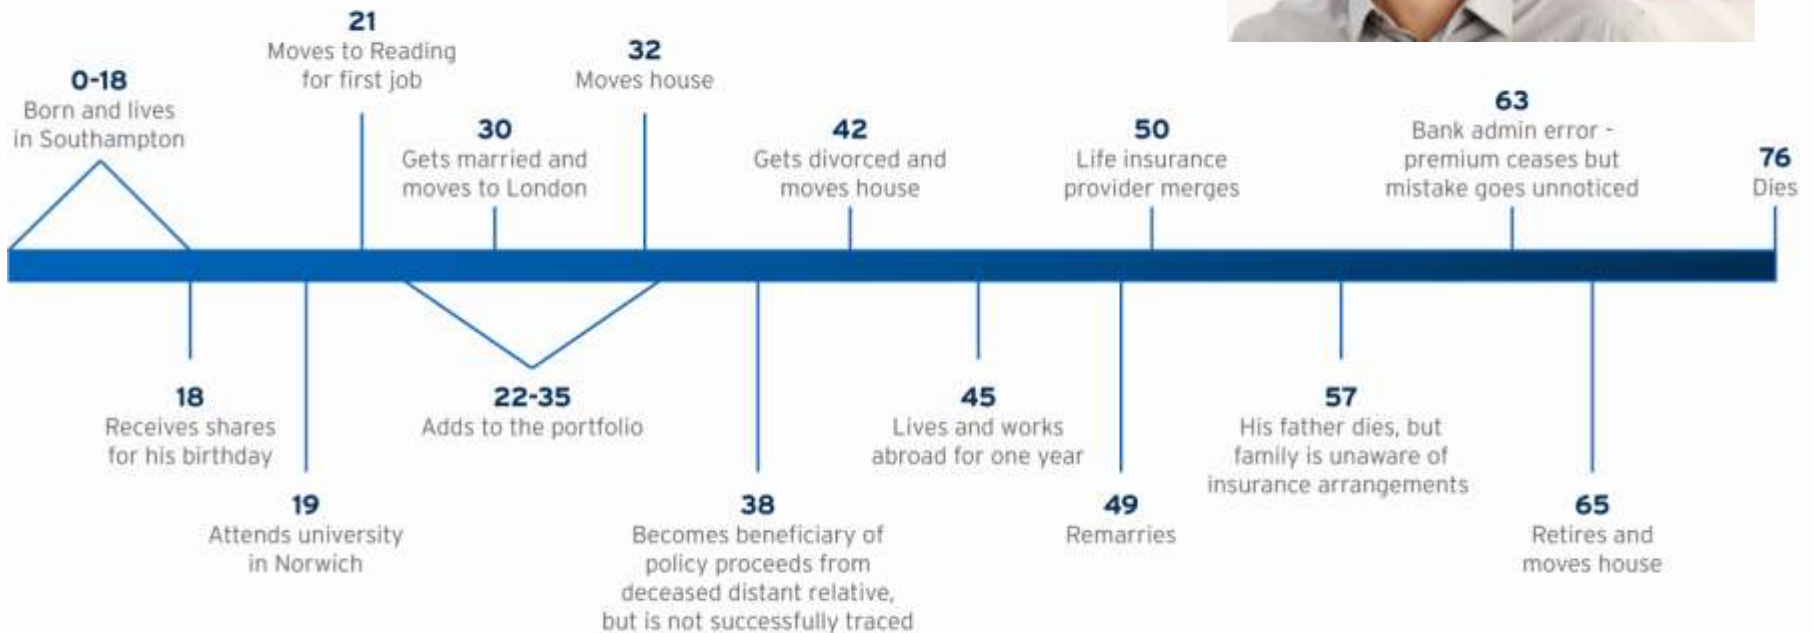 21
Moves to Reading
for first job
32
Moves house
0-18
Born and lives
in Southampton
30
Gets married and
moves to London
42
Gets divorced and
moves house
50
Life insurance
provider merges
63
Bank admin error -
premium ceases but
mistake goes unnoticed
76
Dies
18
Receives shares
for his birthday
22-35
Adds to the portfolio
45
Lives and works
abroad for one year
57
His father dies, but
family is unaware of
insurance arrangements
19
Attends university
in Norwich
38
Becomes beneficiary of
policy proceeds from
deceased distant relative,
but is not successfully traced
49
Remarries
65
Retires and
moves house